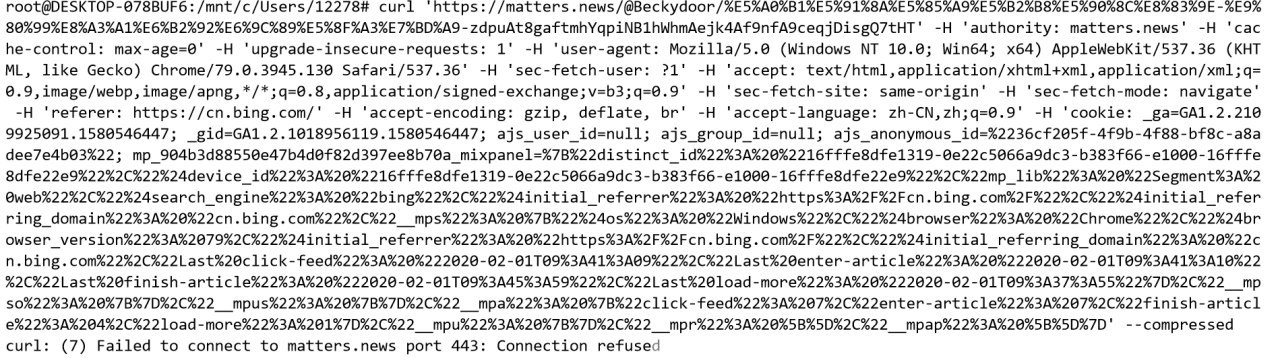 root@DESKTOP-078BUF6:/mnt/c/Users/12278# curl 'https://matters.news/@Beckydoor/%E5%A0%B1%E5%91%8A%E5%85%A9%E5%B2%B8%E5%90%8C%E8%83%9E-%E9%
80%99%E8%A3%A1%E6%B2%92%E6%9C%89%E5%8F%A3%E7%BD%A9-zdpuAt8gaftmhYqpiNB1hWhmAejk4Af9nfA9ceqjDisgQ7tHT' -H 'authority: matters.news' -H 'cac
he-control: max-age=0' -H 'upgrade-insecure-requests: 1' -H 'user-agent: Mozilla/5.0 (Windows NT 10.0; Win64; x64) AppleWebKit/537.36 (KHT
ML, like Gecko) Chrome/79.0.3945.130 Safari/537.36' -H 'sec-fetch-user: ?1' -H 'accept: text/html,application/xhtml+xml,application/xml;q=
0.9,image/webp,image/apng,*/*;q=0.8,application/signed-exchange;v=b3;q=0.9' -H 'sec-fetch-site: same-origin' -H 'sec-fetch-mode: navigate'
-H 'referer: https://cn.bing.com/' -H 'accept-encoding: gzip, deflate, br' -H 'accept-language: zh-CN,zh;q=0.9' -H 'cookie: _ga=GA1.2.210
9925091.1580546447; _gid=GA1.2.1018956119.1580546447; ajs_user_id=null; ajs_group_id=null; ajs_anonymous_id=%2236cf205f-4f9b-4f88-bf8c-a8a
dee7e4b03%22; mp_904b3d88550e47b4d0f82d397ee8b70a_mixpanel=%7B%22distinct_id%22%3A%20%2216fffe8dfe1319-0e22c5066a9dc3-b383f66-e1000-16fffe
8dfe22e9%22%2C%22%24device_id%22%3A%20%2216fffe8dfe1319-0e22c5066a9dc3-b383f66-e1000-16fffe8dfe22e9%22%2C%22mp_lib%22%3A%20%22Segment%3A%2
0web%22%2C%22%24search_engine%22%3A%20%22bing%22%2C%22%24initial_referrer%22%3A%20%22https%3A%2F%2Fcn.bing.com%2F%22%2C%22%24initial_refer
ring_domain%22%3A%20%22cn.bing.com%22%2C%22__mps%22%3A%20%7B%22%24os%22%3A%20%22Windows%22%2C%22%24browser%22%3A%20%22Chrome%22%2C%22%24br
owser_version%22%3A%2079%2C%22%24initial_referrer%22%3A%20%22https%3A%2F%2Fcn.bing.com%2F%22%2C%22%24initial_referring_domain%22%3A%20%22c
n.bing.com%22%2C%22Last%20click-feed%22%3A%20%222020-02-01T09%3A41%3A09%22%2C%22Last%20enter-article%22%3A%20%222020-02-01T09%3A41%3A10%22
%2C%22Last%20finish-article%22%3A%20%222020-02-01T09%3A45%3A59%22%2C%22Last%20load-more%22%3A%20%222020-02-01T09%3A37%3A55%22%7D%2C%22__mp
so%22%3A%20%7B%7D%2C%22__mpus%22%3A%20%7B%7D%2C%22__mpa%22%3A%20%7B%22click-feed%22%3A%207%2C%22enter-article%22%3A%207%2C%22finish-articl
e%22%3A%204%2C%22load-more%22%3A%201%7D%2C%22__mpu%22%3A%20%7B%7D%2C%22__mpr%22%3A%20%5B%5D%2C%22__mpap%22%3A%20%5B%5D%7D' --compressed
curl: (7) Failed to connect to matters.news port 443: Connection refused